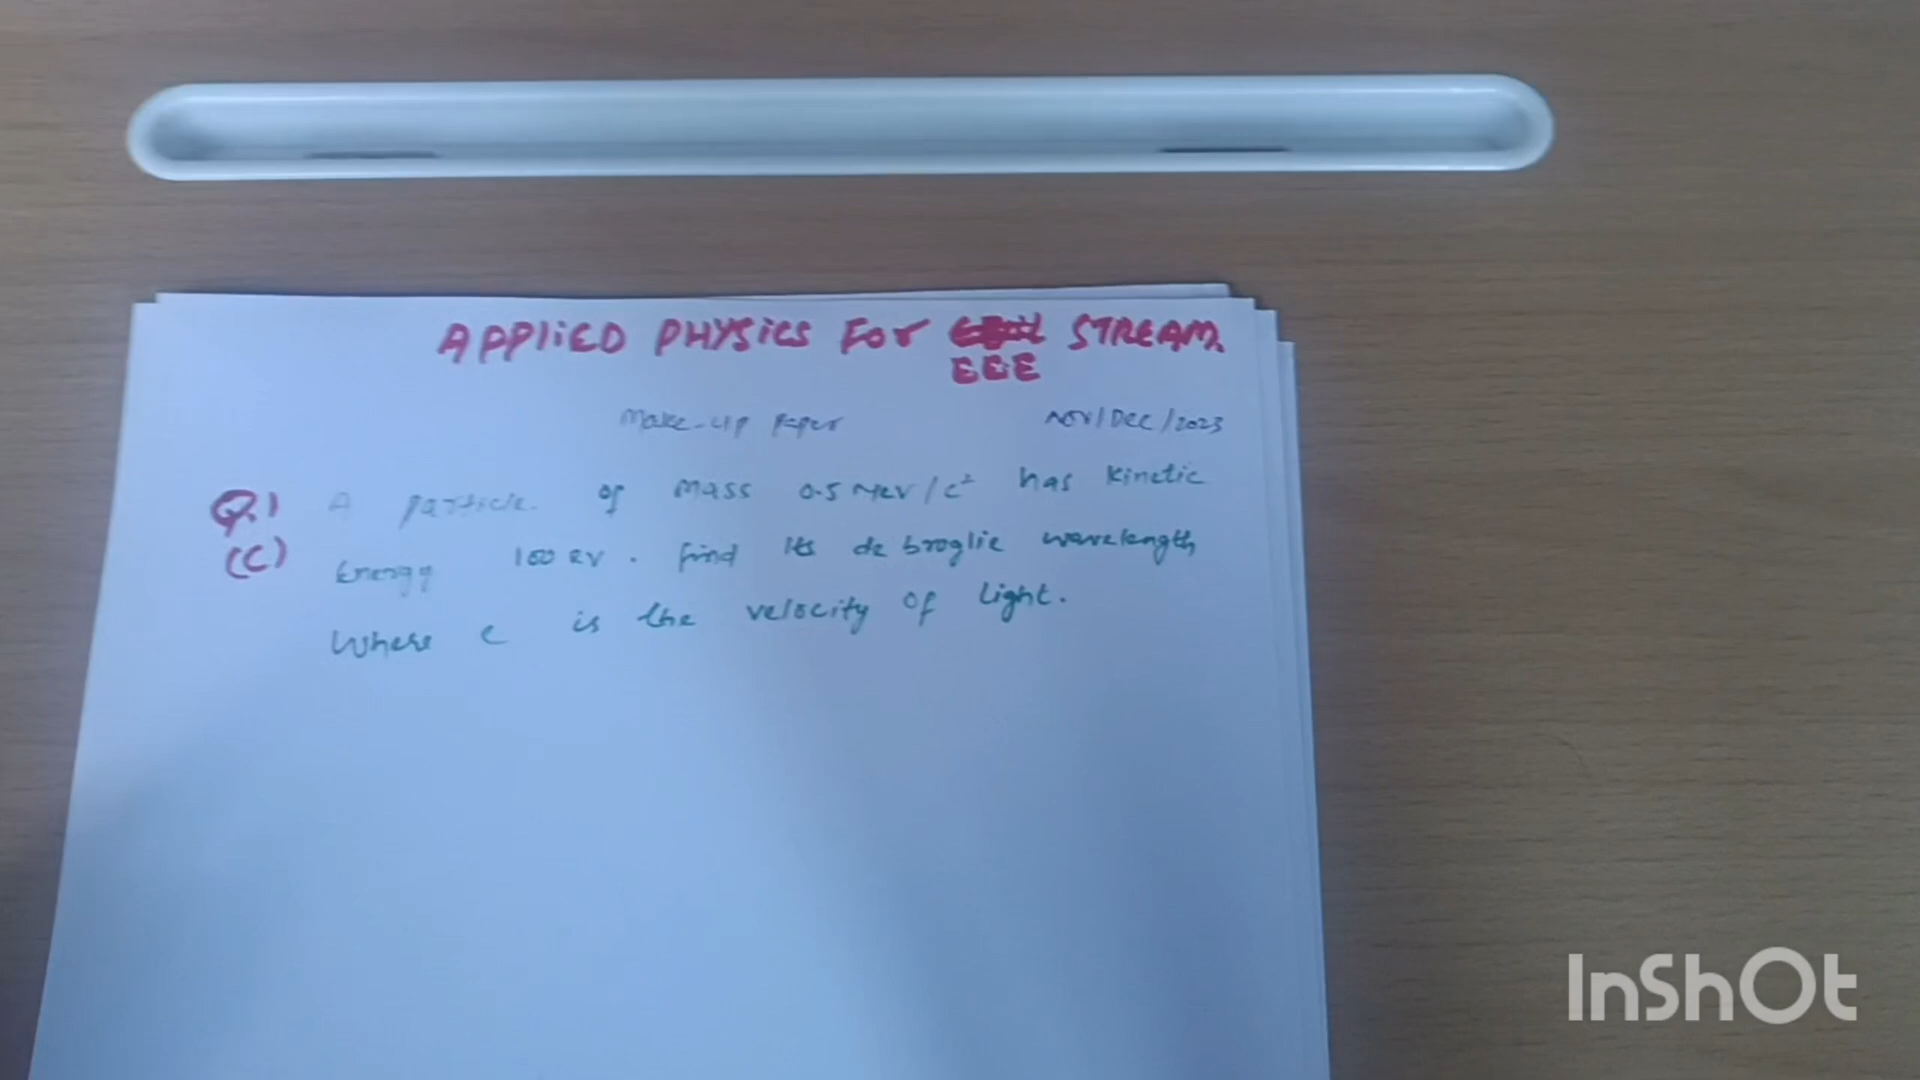 APPLIED PHYSICS FOR STREAM.
EEE
Make-up Paper Nov/Dec/2023
Q.1 A particle of mass 0.5 MeV/c² has kinetic
(C) Energy 100 eV. find its de broglie wavelength
Where c is the velocity of light.
InShOt